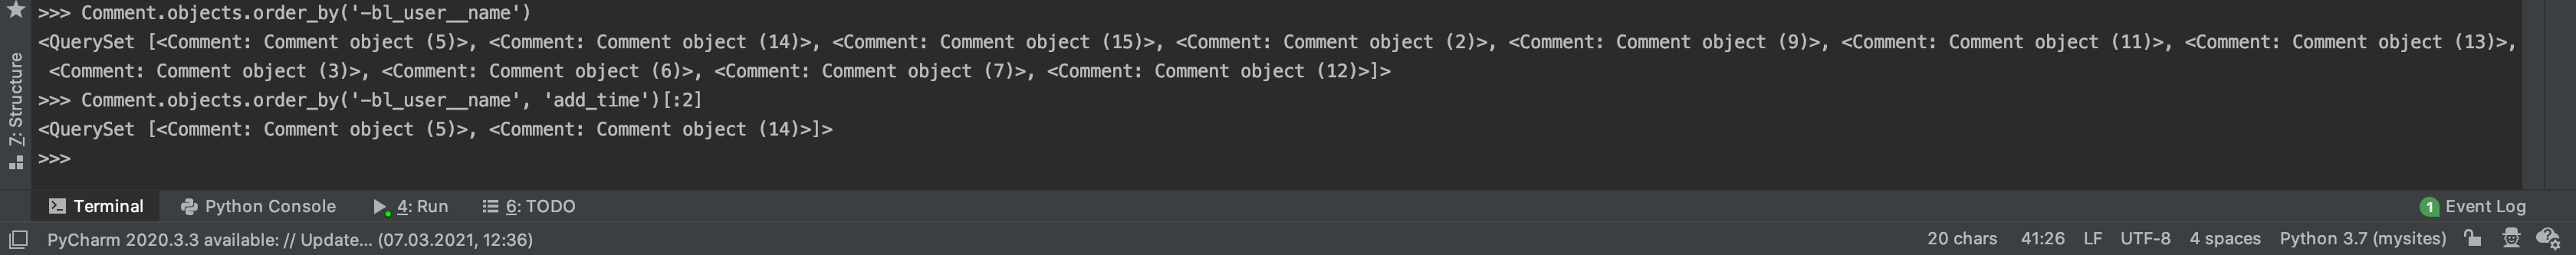 >>> Comment.objects.order_by('-bl_user__name')
<QuerySet [<Comment: Comment object (5)>, <Comment: Comment object (14)>, <Comment: Comment object (15)>, <Comment: Comment object (2)>, <Comment: Comment object (9)>, <Comment: Comment object (11)>, <Comment: Comment object (13)>,
 <Comment: Comment object (3)>, <Comment: Comment object (6)>, <Comment: Comment object (7)>, <Comment: Comment object (12)>]>
>>> Comment.objects.order_by('-bl_user__name', 'add_time')[:2]
<QuerySet [<Comment: Comment object (5)>, <Comment: Comment object (14)>]>
>>>
Z: Structure
Terminal Python Console 4: Run 6: TODO 1 Event Log
PyCharm 2020.3.3 available: // Update... (07.03.2021, 12:36) 20 chars 41:26 LF UTF-8 4 spaces Python 3.7 (mysites)